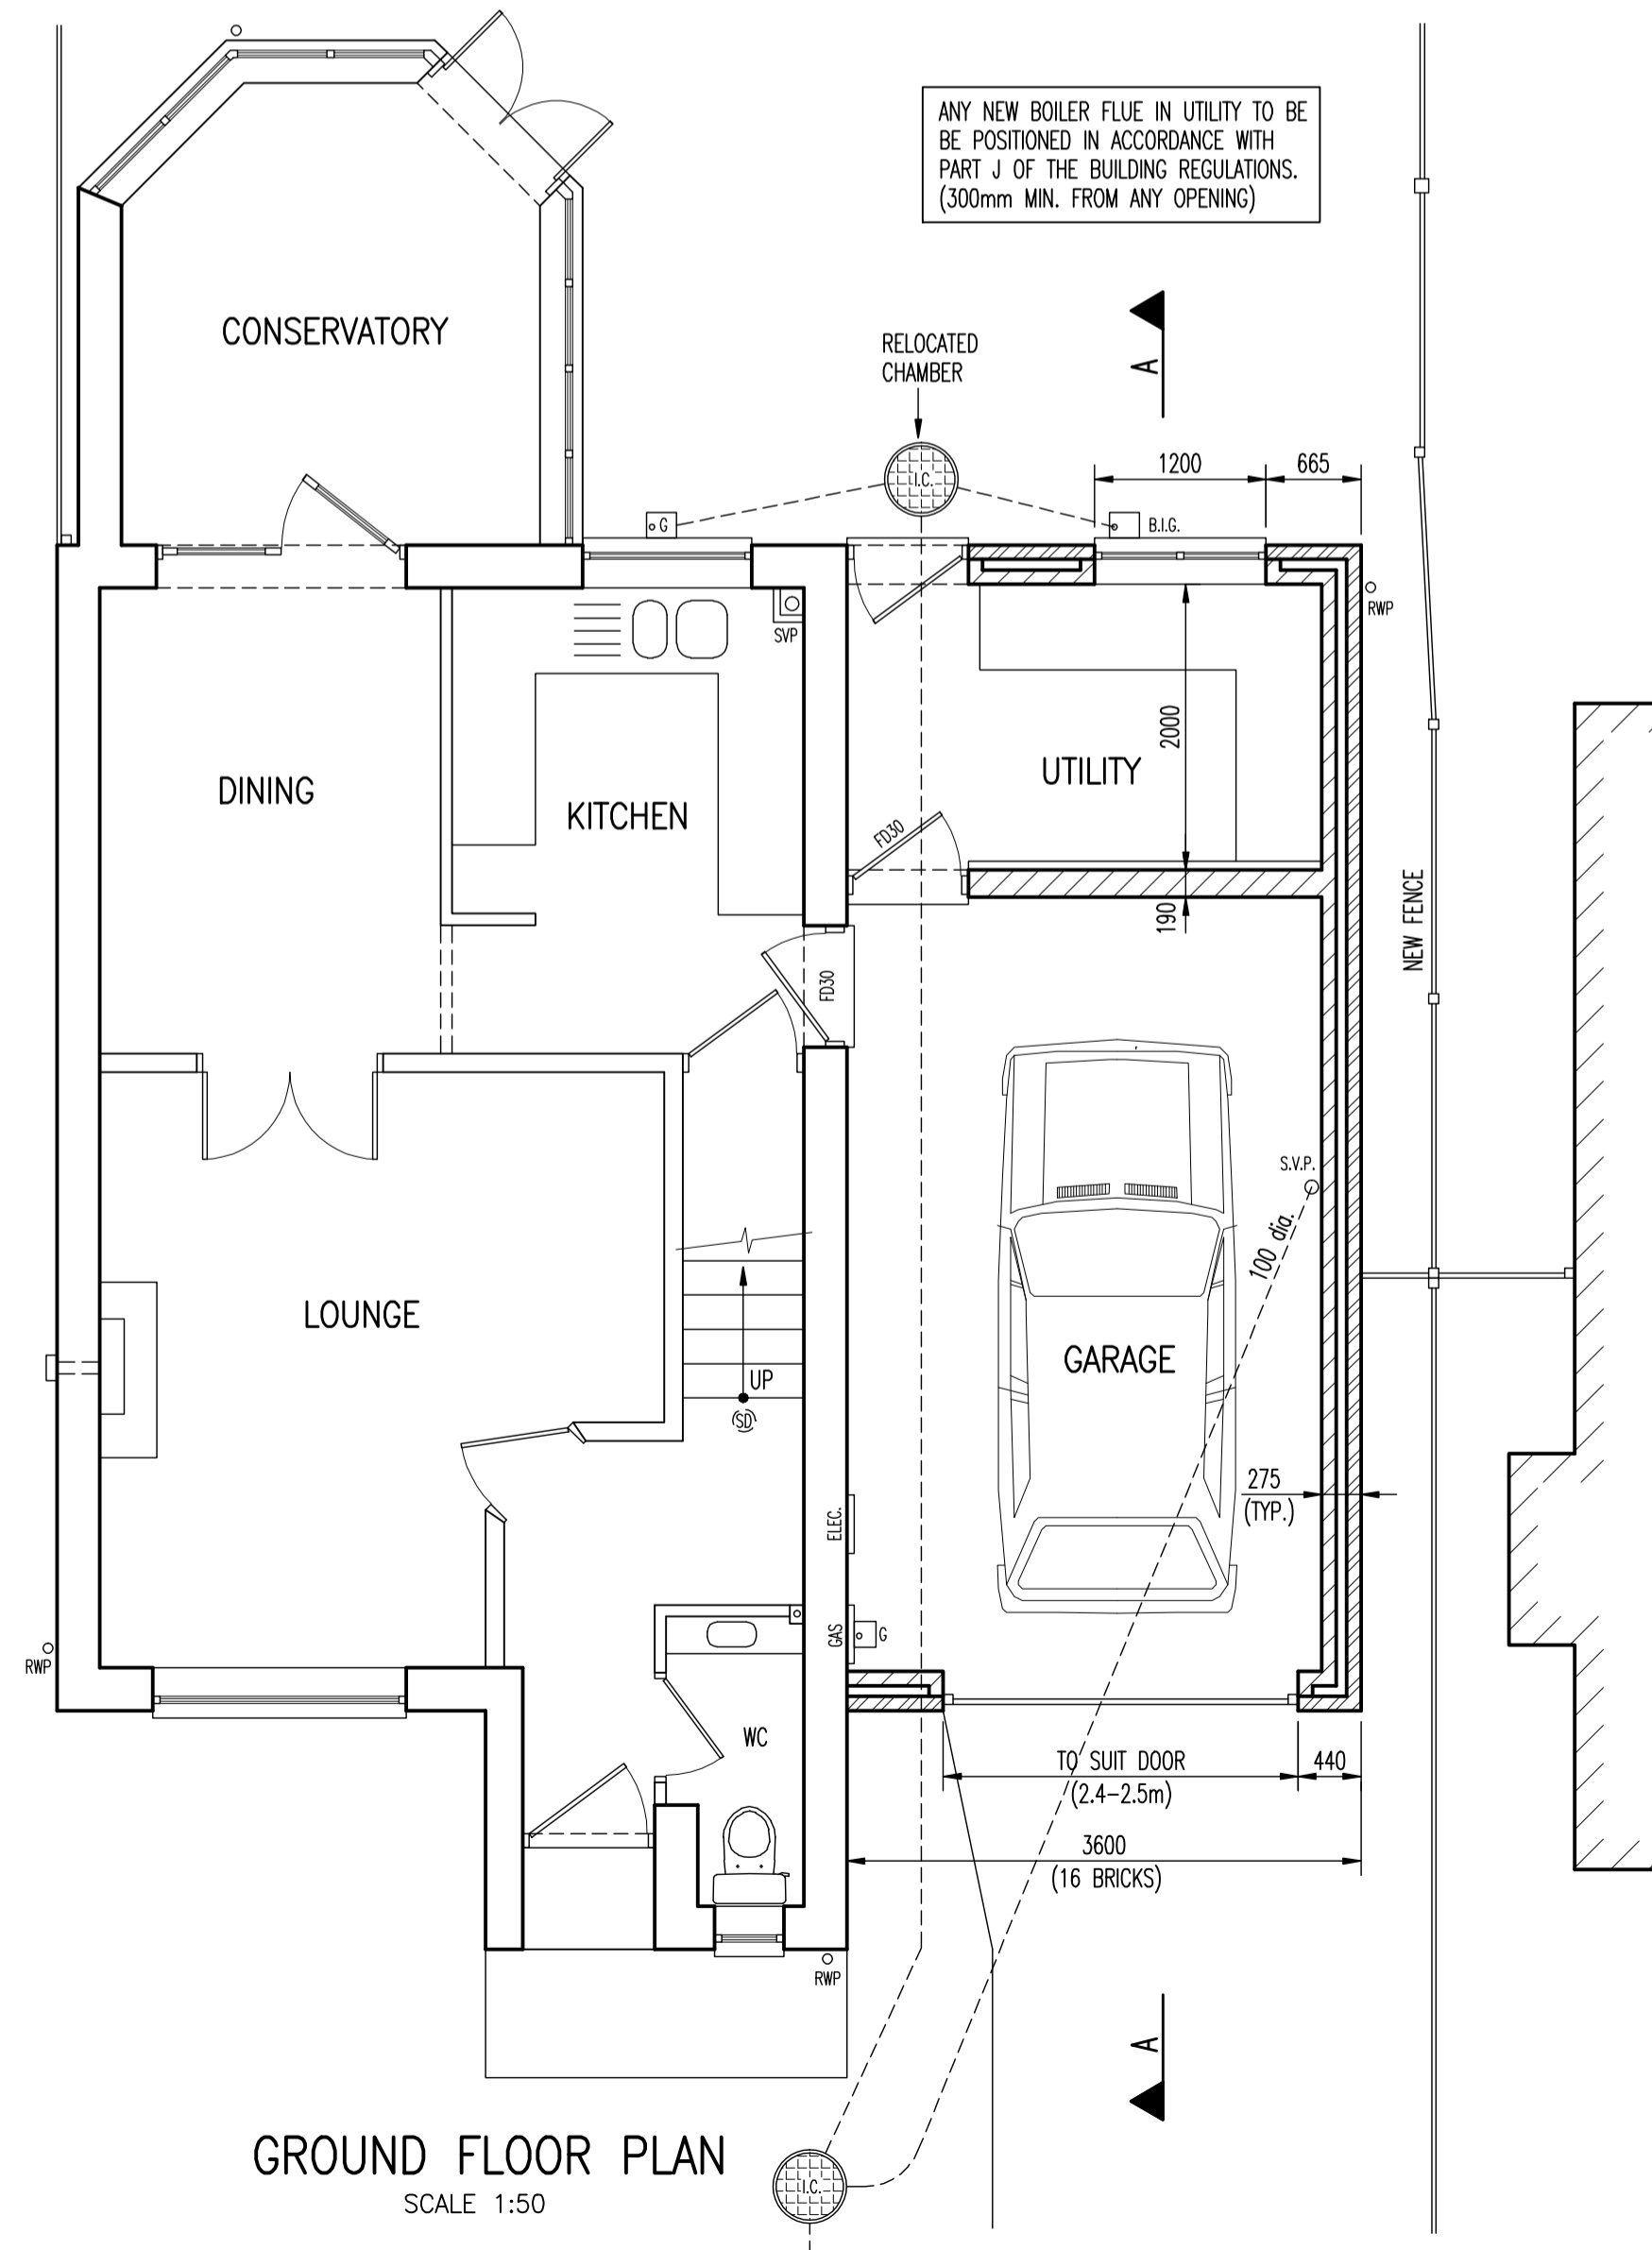 ANY NEW BOILER FLUE IN UTILITY TO BE
BE POSITIONED IN ACCORDANCE WITH
PART J OF THE BUILDING REGULATIONS.
(300mm MIN. FROM ANY OPENING)
CONSERVATORY
RELOCATED
CHAMBER
A
I.C.
1200
665
G
B.I.G.
SVP
RWP
DINING
KITCHEN
UTILITY
2000
FD30
190
NEW FENCE
FD30
S.V.P.
100 dia.
LOUNGE
GARAGE
UP
SD
275
(TYP.)
ELEC.
GAS
G
RWP
WC
TO SUIT DOOR
(2.4-2.5m)
440
3600
(16 BRICKS)
RWP
A
GROUND FLOOR PLAN
SCALE 1:50
I.C.